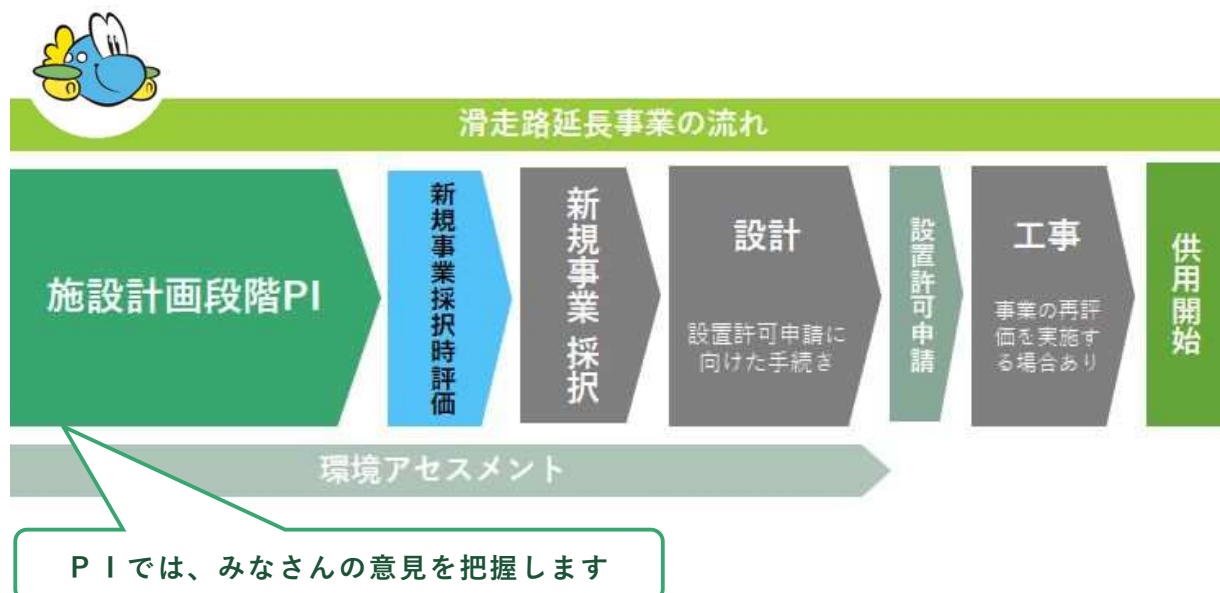 滑走路延長事業の流れ
施設計画段階PI
新規事業採択時評価
新規事業 採択
設計
設置許可申請に
向けた手続き
設置許可申請
工事
事業の再評
価を実施す
る場合あり
供用開始
環境アセスメント
ＰＩでは、みなさんの意見を把握します